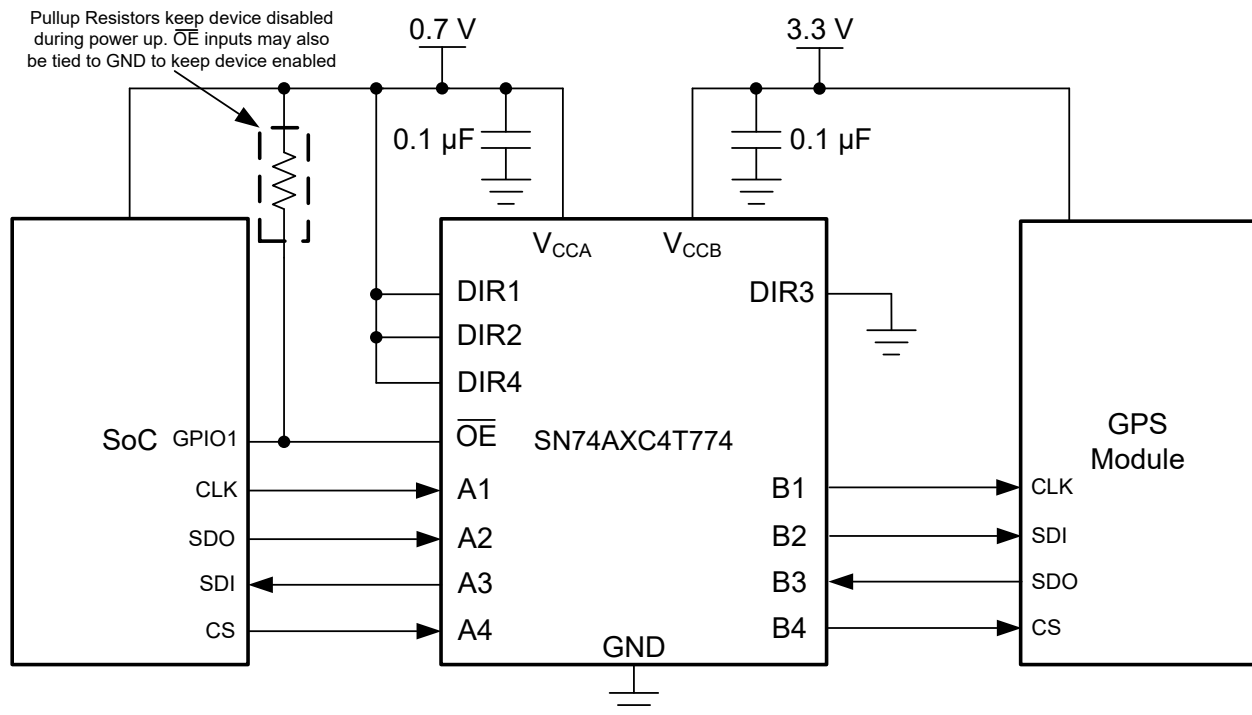 Pullup Resistors keep device disabled
during power up. OE inputs may also
be tied to GND to keep device enabled
0.7 V
3.3 V
0.1 µF
0.1 µF
VCCA
VCCB
DIR1
DIR3
DIR2
DIR4
SoC
GPIO1
OE
SN74AXC4T774
GPS
Module
CLK
A1
B1
CLK
SDO
A2
B2
SDI
SDI
A3
B3
SDO
CS
A4
B4
CS
GND